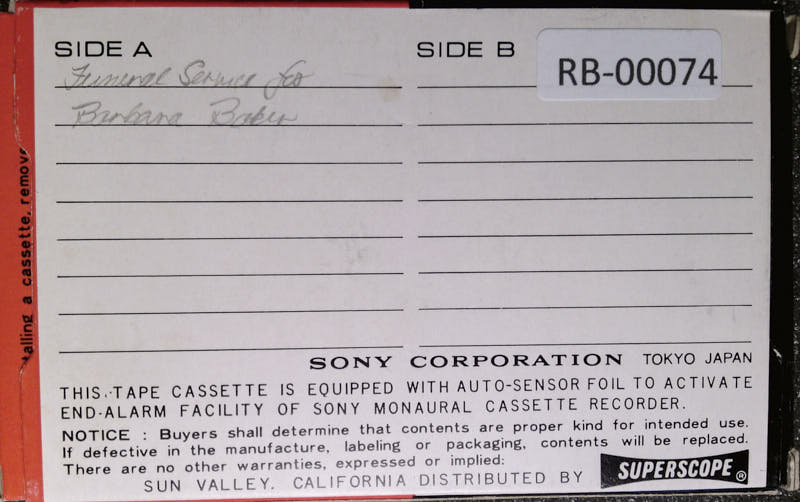 SIDE A
Funeral Service for
Barbara Baker
SIDE B
RB-00074
talling a cassette, remove
SONY CORPORATION TOKYO JAPAN
THIS TAPE CASSETTE IS EQUIPPED WITH AUTO-SENSOR FOIL TO ACTIVATE
END-ALARM FACILITY OF SONY MONAURAL CASSETTE RECORDER.
NOTICE : Buyers shall determine that contents are proper kind for intended use.
If defective in the manufacture, labeling or packaging, contents will be replaced.
There are no other warranties, expressed or implied:
SUN VALLEY. CALIFORNIA DISTRIBUTED BY SUPERSCOPE ®